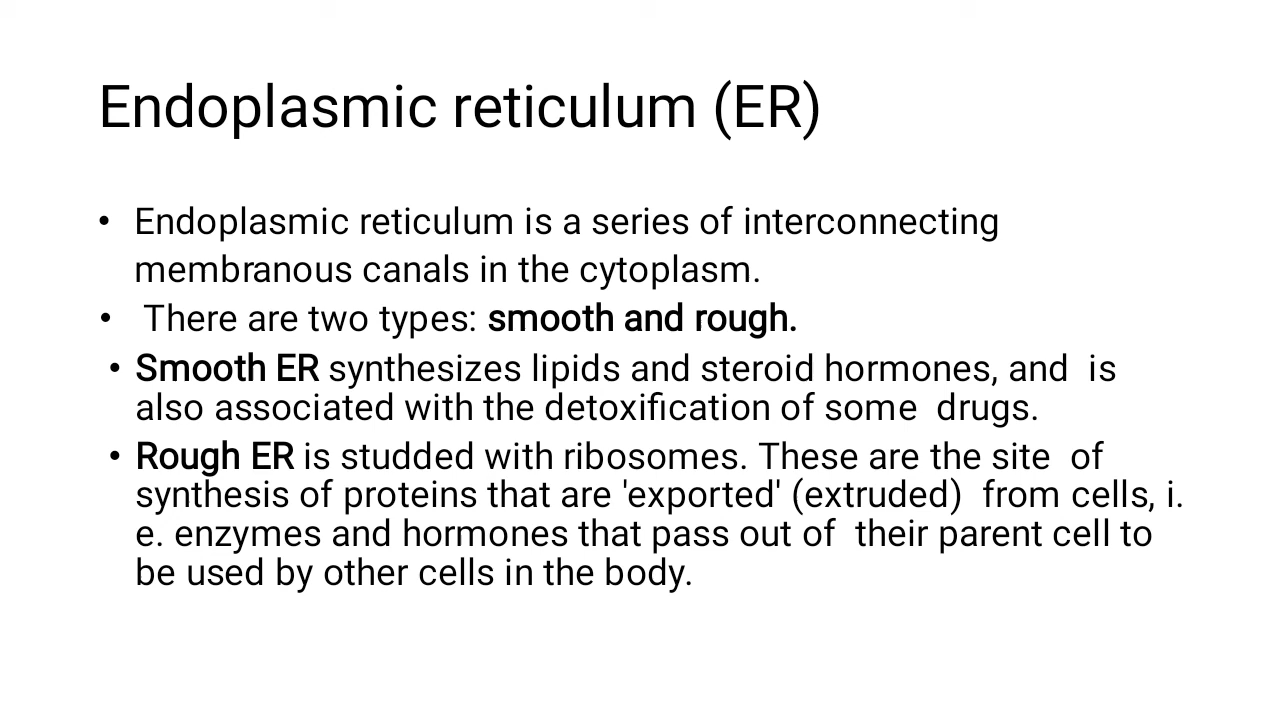 Endoplasmic reticulum (ER)
• Endoplasmic reticulum is a series of interconnecting
membranous canals in the cytoplasm.
• There are two types: smooth and rough.
• Smooth ER synthesizes lipids and steroid hormones, and  is
also associated with the detoxification of some  drugs.
• Rough ER is studded with ribosomes. These are the site  of
synthesis of proteins that are 'exported' (extruded)  from cells, i.
e. enzymes and hormones that pass out of  their parent cell to
be used by other cells in the body.